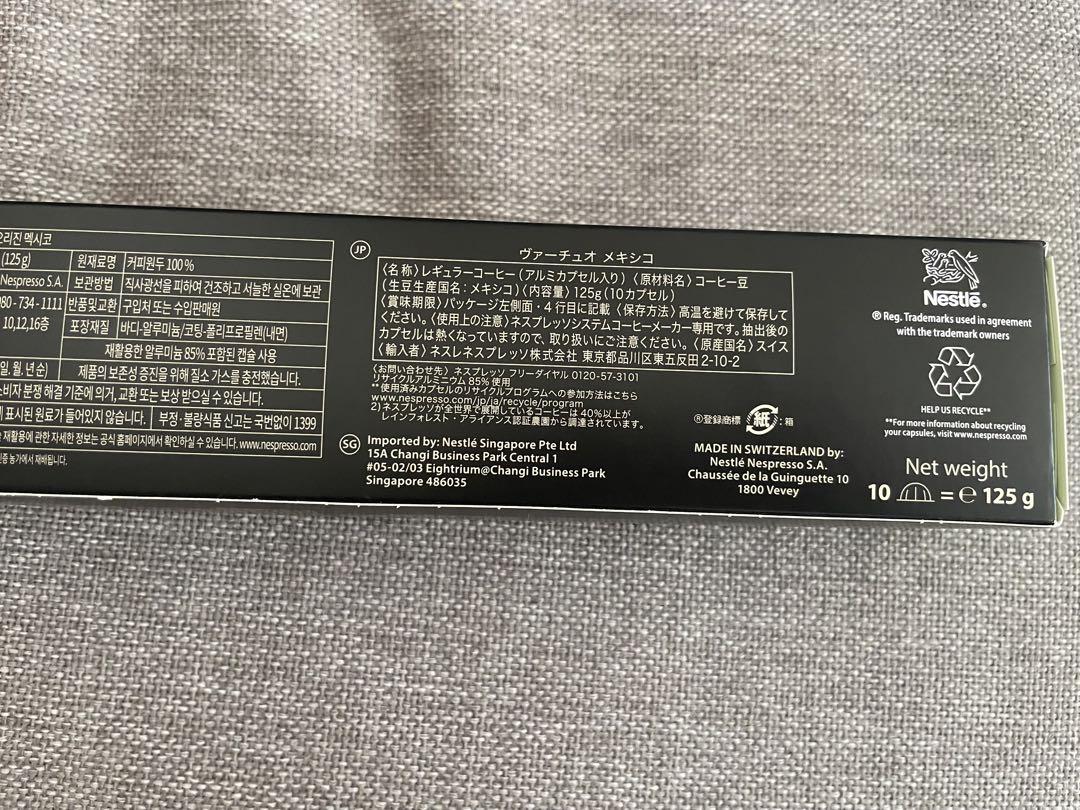 오리진 멕시코
(125 g) 원재료명 커피원두 100 %
Nespresso S.A. 보관방법 직사광선을 피하여 건조하고 서늘한 실온에 보관
080 - 734 - 1111 반품및교환 구입처 또는 수입판매원
10,12,16층 포장재질 바디-알루미늄/코팅-폴리프로필렌(내면)
재활용한 알루미늄 85% 포함된 캡슐 사용
일, 월, 년 순) 제품의 보존성 증진을 위해 질소 가스를 충전했습니다.
소비자 분쟁 해결 기준에 의거, 교환 또는 보상 받으실 수 있습니다.
표시된 원료가 들어있지 않습니다. 부정·불량식품 신고는 국번없이 1399
재활용에 관한 자세한 정보는 공식 홈페이지에서 확인하실 수 있습니다. www.nespresso.com
농가에서 재배됩니다.
JP
ヴァーチュオ メキシコ
〈名称〉レギュラーコーヒー（アルミカプセル入り）〈原材料名〉コーヒー豆
（生豆生産国名：メキシコ）〈内容量〉125g（10カプセル）
〈賞味期限〉パッケージ左側面・4 行目に記載〈保存方法〉高温を避けて保存して
ください。〈使用上の注意〉ネスプレッソシステムコーヒーメーカー専用です。抽出後の
カプセルは熱くなっていますので、取り扱いにご注意ください。〈原産国名〉スイス
〈輸入者〉ネスレネスプレッソ株式会社 東京都品川区東五反田 2-10-2
〈お問い合わせ先〉ネスプレッソ フリーダイヤル 0120-57-3101
リサイクルアルミニウム 85% 使用
**使用済みカプセルのリサイクルプログラムへの参加方法はこちら
www.nespresso.com/jp/ja/recycle/program
2）ネスプレッソが全世界で展開しているコーヒーは 40%以上が
レインフォレスト・アライアンス認証農園から調達されています。
®登録商標 紙：箱
SG
Imported by: Nestlé Singapore Pte Ltd
15A Changi Business Park Central 1
#05-02/03 Eightrium@Changi Business Park
Singapore 486035
MADE IN SWITZERLAND by:
Nestlé Nespresso S.A.
Chaussée de la Guinguette 10
1800 Vevey
Nestlé®
® Reg. Trademarks used in agreement
with the trademark owners
HELP US RECYCLE**
**For more information about recycling
your capsules, visit www.nespresso.com
Net weight
10 = ℮ 125 g